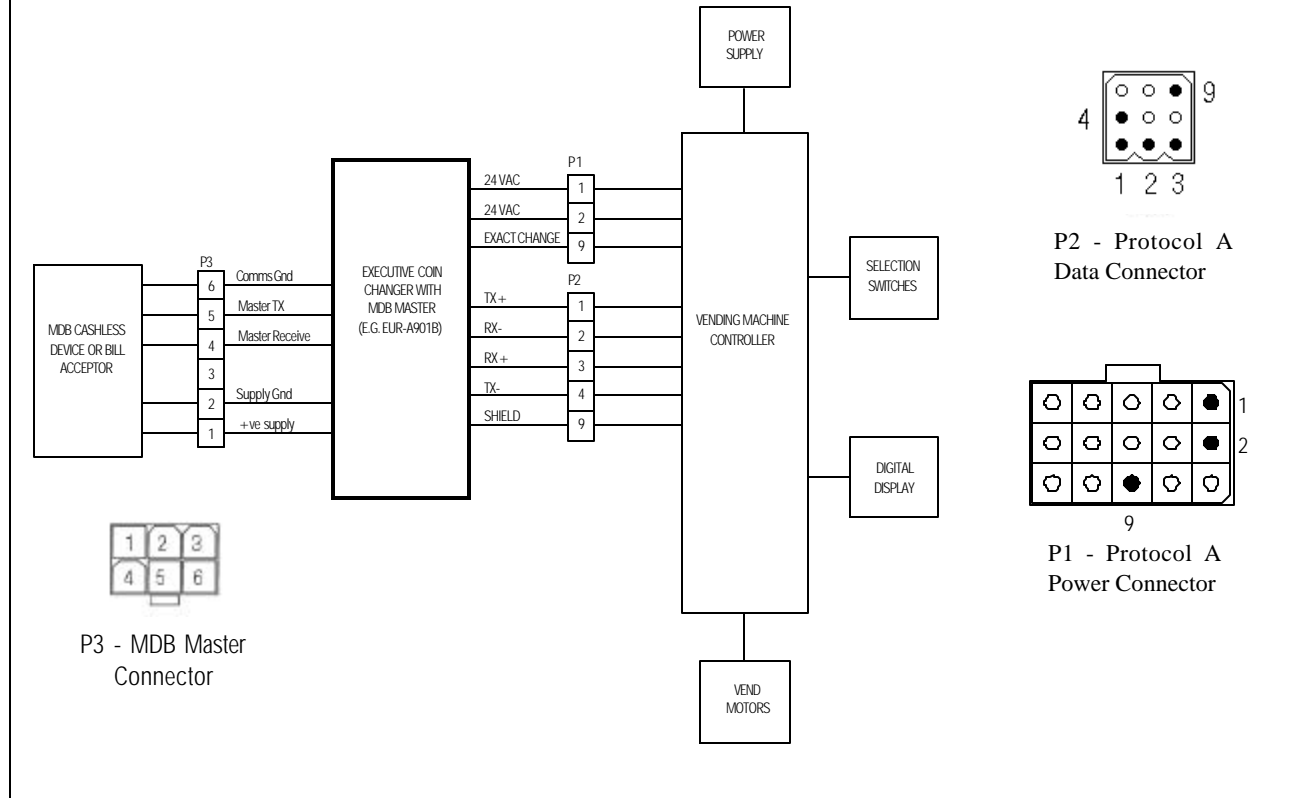 POWER
SUPPLY
9
4
1 2 3
P2 - Protocol A
Data Connector
P1
24 VAC
1
24 VAC
2
EXACT CHANGE
9
P2
TX+
1
RX-
2
RX+
3
TX-
4
SHIELD
9
EXECUTIVE COIN
CHANGER WITH
MDB MASTER
(E.G. EUR-A901B)
P3
6
Comms Gnd
5
Master TX
4
Master Receive
3
2
Supply Gnd
1
+ve supply
MDB CASHLESS
DEVICE OR BILL
ACCEPTOR
VENDING MACHINE
CONTROLLER
SELECTION
SWITCHES
DIGITAL
DISPLAY
1
2
9
P1 - Protocol A
Power Connector
1 2 3
4 5 6
P3 - MDB Master
Connector
VEND
MOTORS